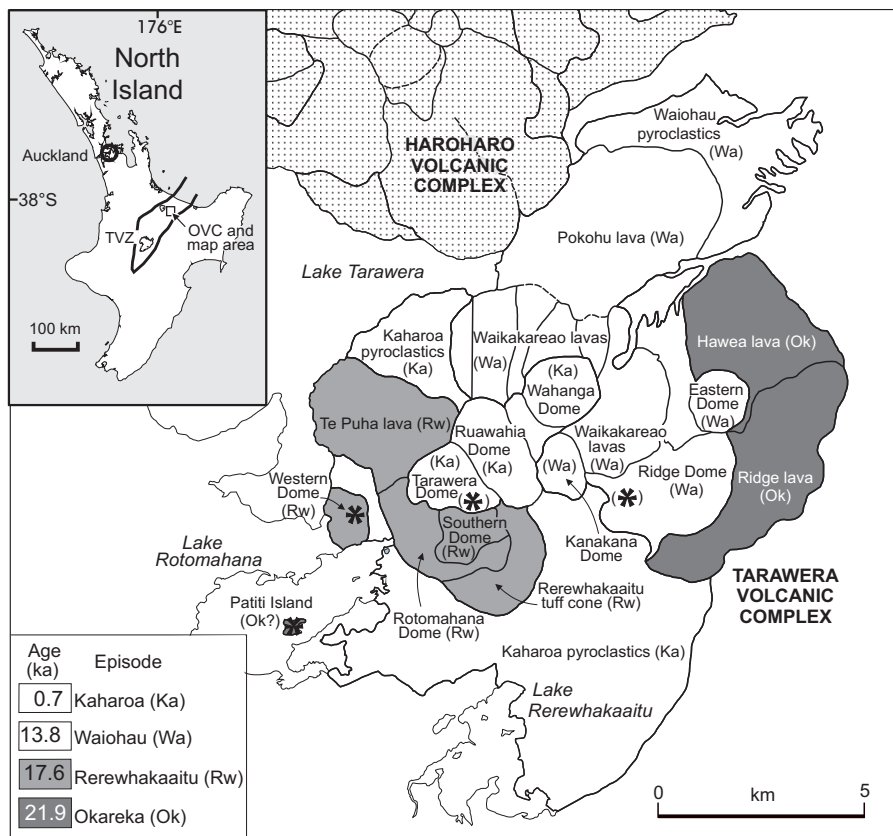 176°E
North
Island
Auckland
38°S
TVZ
OVC and
map area
100 km
HAROHARO
VOLCANIC
COMPLEX
Waiohau
pyroclastics
(Wa)
Pokohu lava (Wa)
Lake Tarawera
Kaharoa
pyroclastics
(Ka)
Waikakareao lavas
(Wa)
(Ka)
Wahanga
Dome
Hawea lava (Ok)
Eastern
Dome
(Wa)
Te Puha lava (Rw)
Ruawahia
Dome
(Ka)
Waikakareao
lavas
(Wa)
(Ka)
Tarawera
Dome
(*)
(Wa)
Kanakana
Dome
Ridge Dome
(Wa)
(*)
Ridge lava
(Ok)
Western
Dome
(Rw)
*
Southern
Dome
(Rw)
Lake
Rotomahana
Patiti Island
(Ok?)
*
Rotomahana
Dome (Rw)
Rerewhakaaitu
tuff cone (Rw)
TARAWERA
VOLCANIC
COMPLEX
Kaharoa pyroclastics (Ka)
Lake
Rerewhakaaitu
Age
(ka)
Episode
0.7 Kaharoa (Ka)
13.8 Waiohau (Wa)
17.6 Rerewhakaaitu (Rw)
21.9 Okareka (Ok)
0
5
km